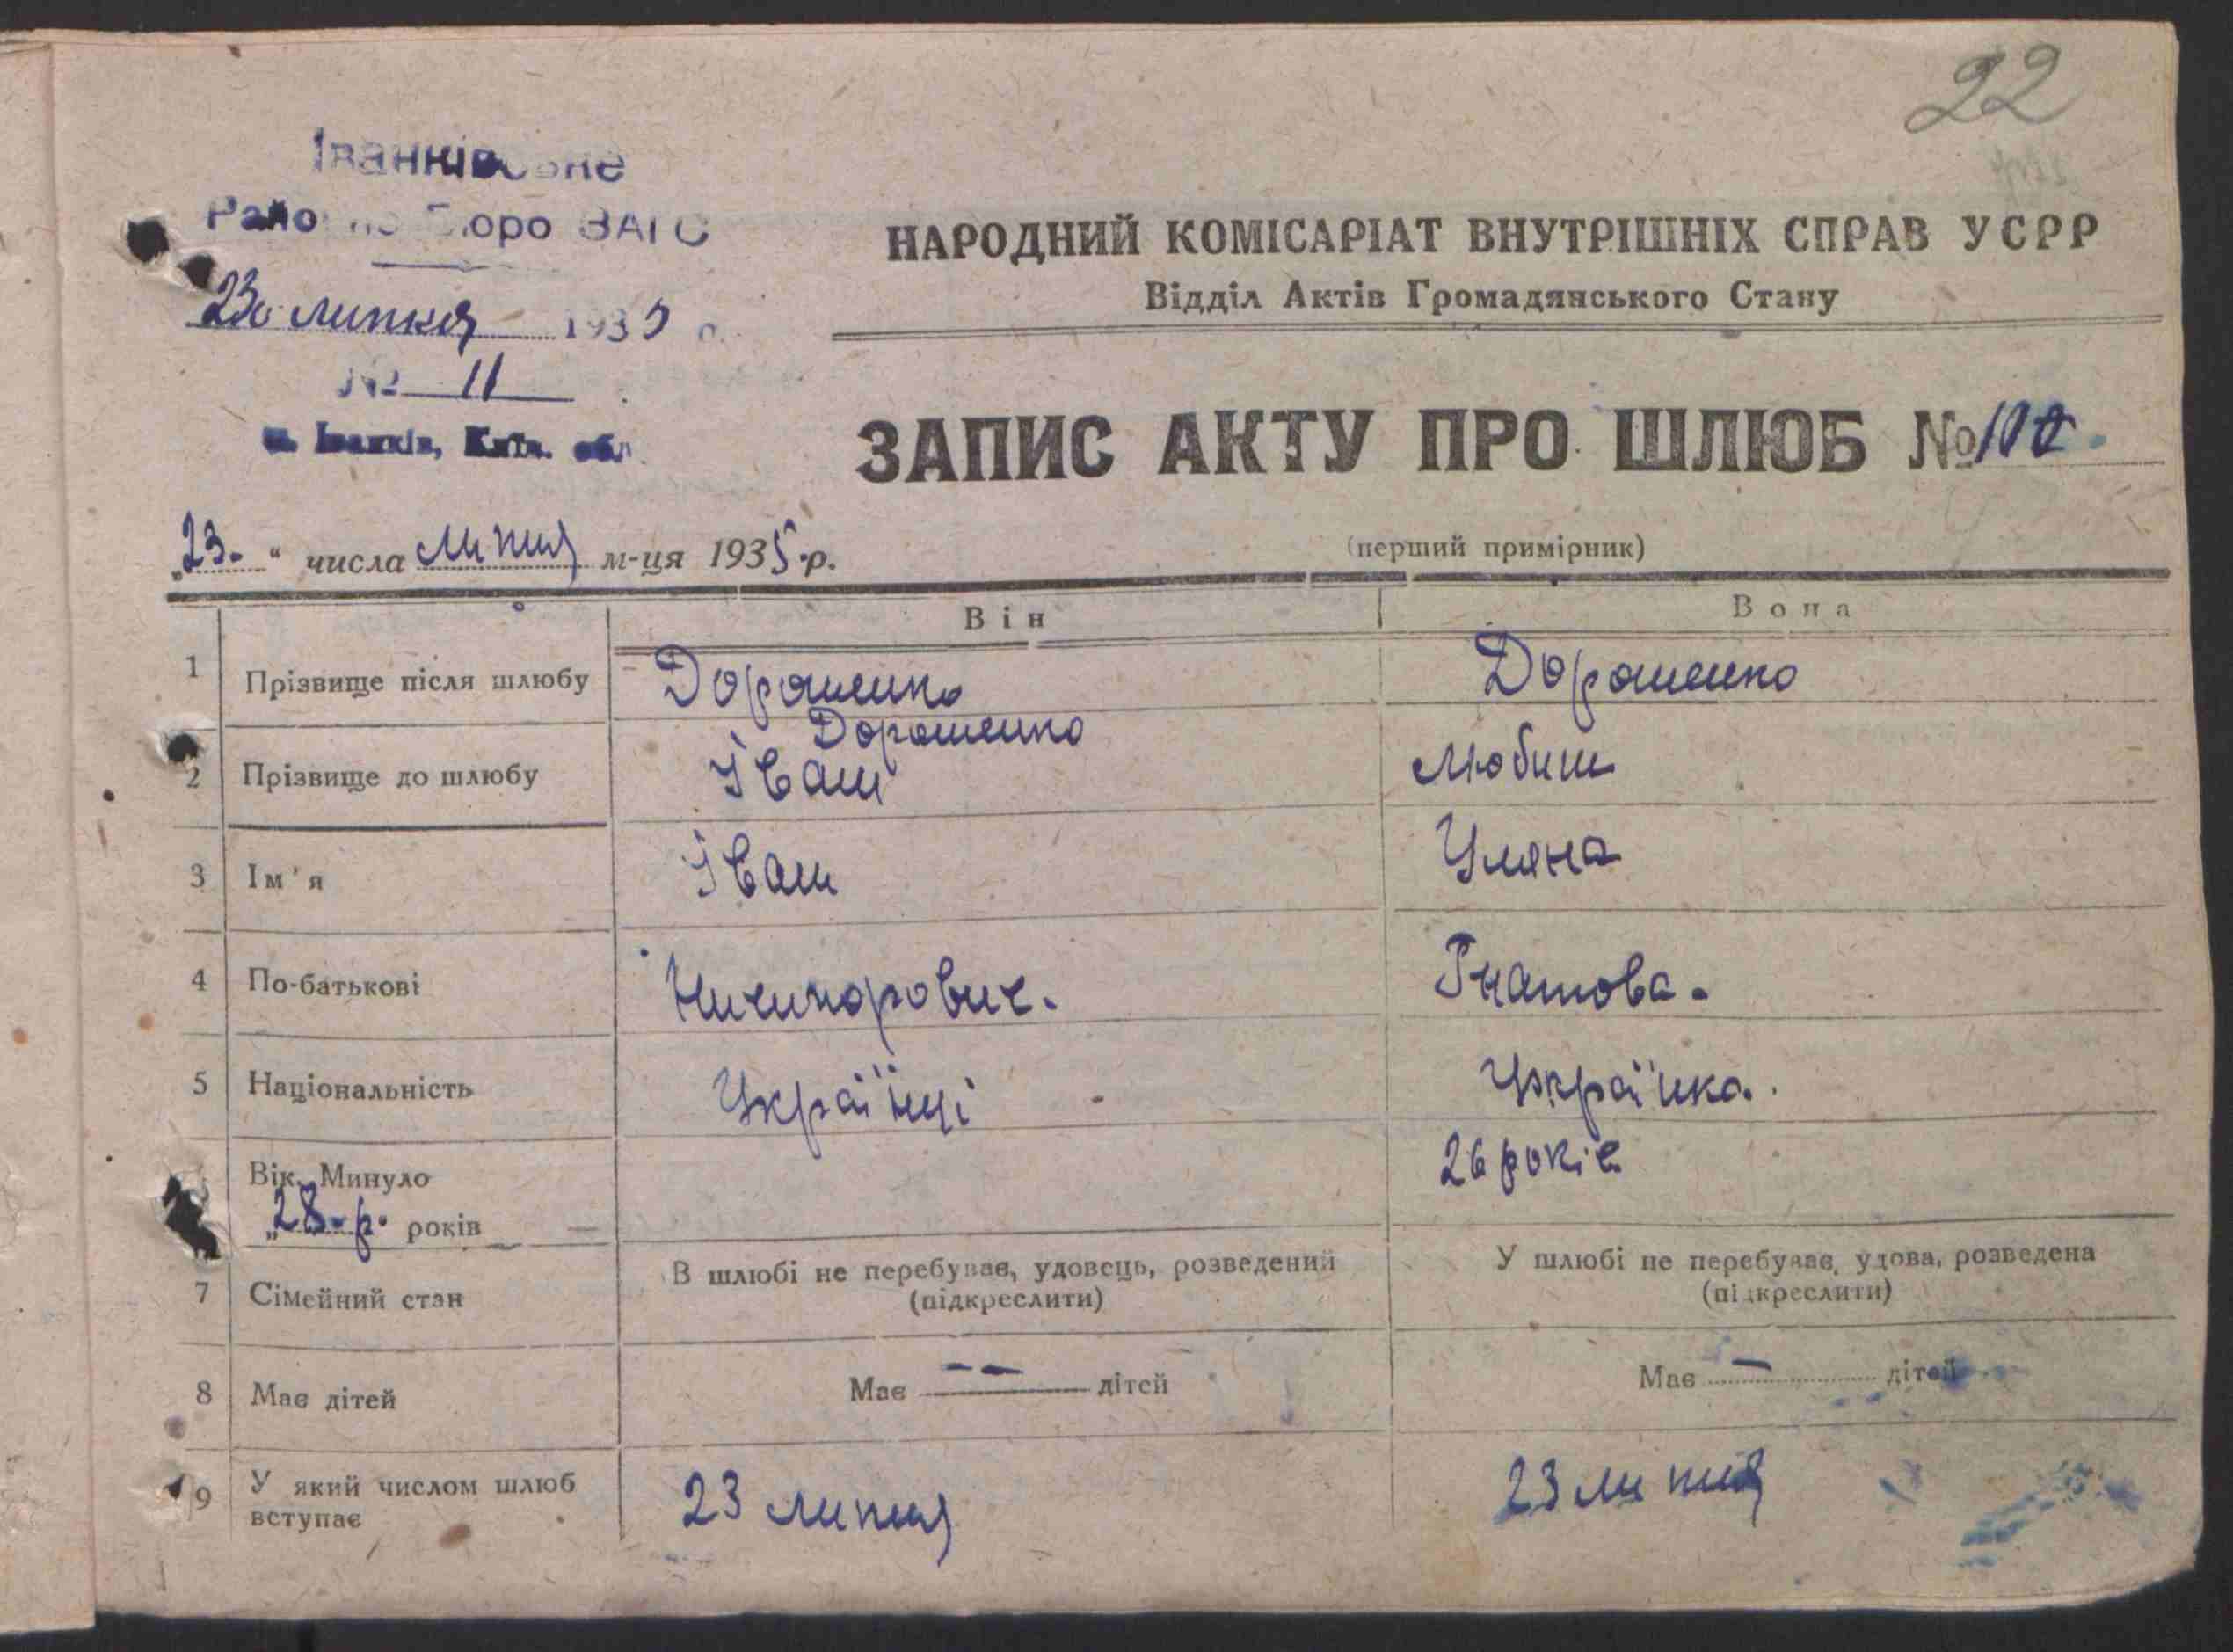 22
Іванківське
Районне Бюро ЗАГС
23 липня 1935 р.
№ 11
м. Іванків, Київ. обл.
НАРОДНИЙ КОМІСАРІАТ ВНУТРІШНІХ СПРАВ УСРР
Відділ Актів Громадянського Стану
ЗАПИС АКТУ ПРО ШЛЮБ №
(перший примірник)
„23.“ числа липня м-ця 1935 р.
Він Вона
1 Прізвище після шлюбу Дорошенко Дорошенко
Дорошенко
2 Прізвище до шлюбу Іван Любич
3 Ім'я Іван Уляна
4 По-батькові Ничипорович. Гнатова.
5 Національність Українці Українка.
Вік. Минуло 26 років
„28-р. років
7 Сімейний стан В шлюбі не перебуває, удовець, розведений У шлюбі не перебуває, удова, розведена
(підкреслити) (підкреслити)
8 Має дітей Має — — дітей Має — дітей
9 У який числом шлюб вступає 23 липня 23 липня